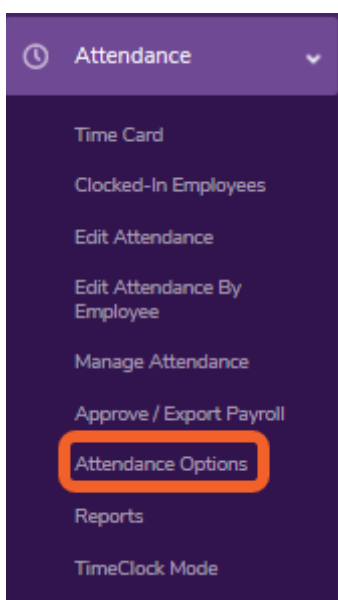 Attendance
Time Card
Clocked-In Employees
Edit Attendance
Edit Attendance By
Employee
Manage Attendance
Approve / Export Payroll
Attendance Options
Reports
TimeClock Mode